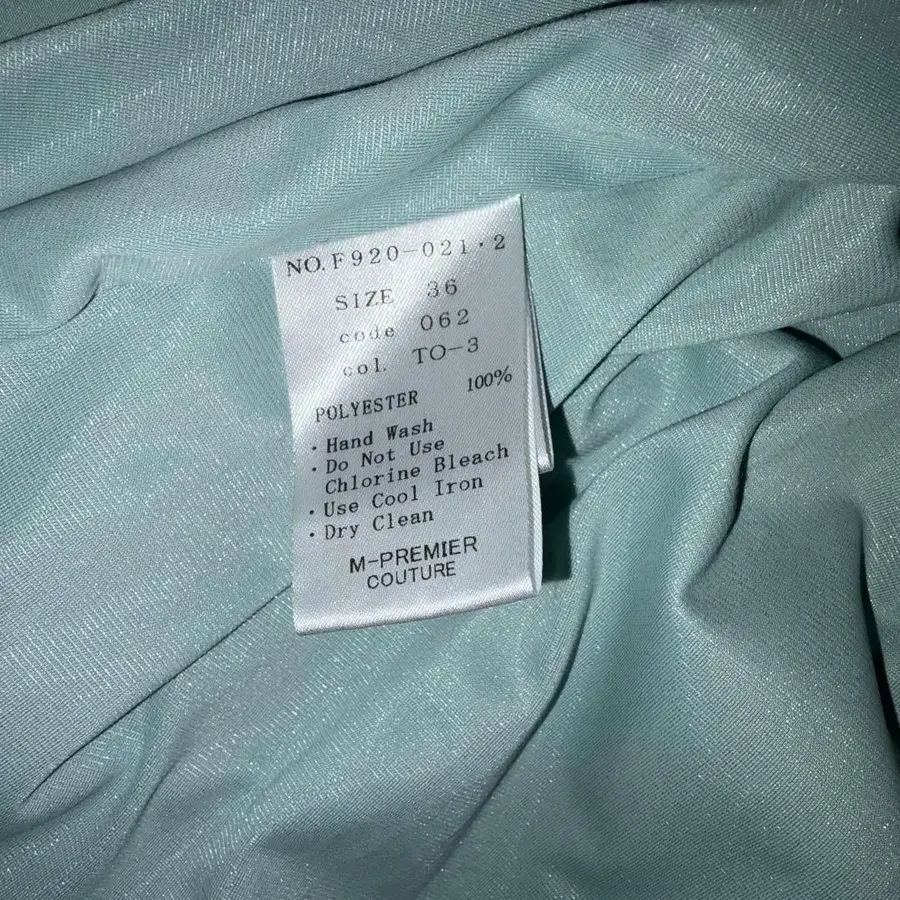 NO.F920-021・2
SIZE 36
code 062
col. TO-3
POLYESTER 100%
・Hand Wash
・Do Not Use
Chlorine Bleach
・Use Cool Iron
・Dry Clean
M-PREMIER
COUTURE